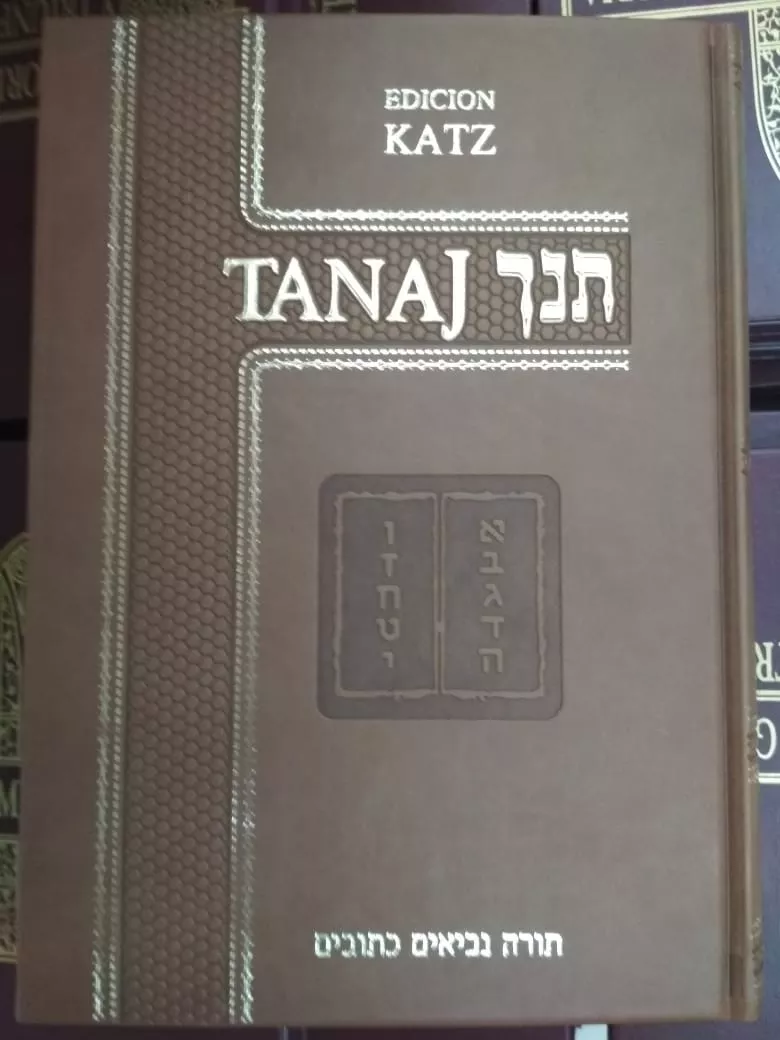 EDICION
KATZ
TANAJ תנך
א
ב
ג
ד
ה
ו
ז
ח
ט
י
תורה נביאים כתובים